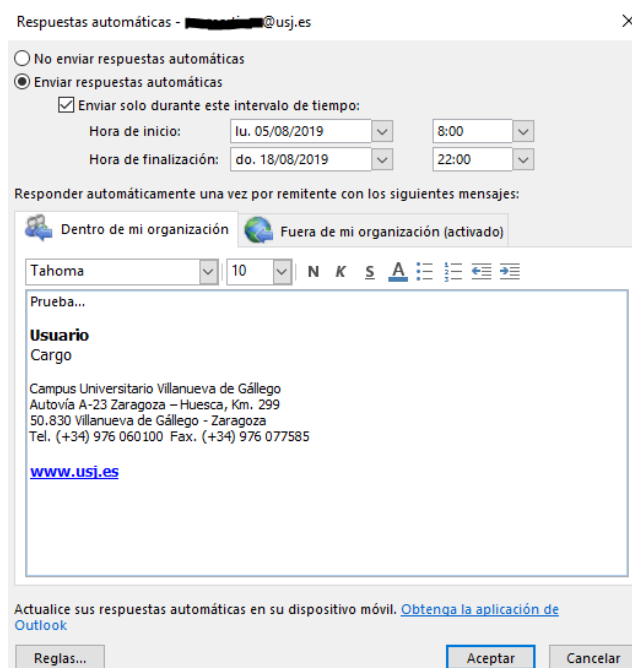 Respuestas automáticas - @usj.es
No enviar respuestas automáticas
Enviar respuestas automáticas
Enviar solo durante este intervalo de tiempo:
Hora de inicio: lu. 05/08/2019 8:00
Hora de finalización: do. 18/08/2019 22:00
Responder automáticamente una vez por remitente con los siguientes mensajes:
Dentro de mi organización Fuera de mi organización (activado)
Tahoma 10 N K S A
Prueba...
Usuario
Cargo
Campus Universitario Villanueva de Gállego
Autovía A-23 Zaragoza – Huesca, Km. 299
50.830 Villanueva de Gállego - Zaragoza
Tel. (+34) 976 060100 Fax. (+34) 976 077585
www.usj.es
Actualice sus respuestas automáticas en su dispositivo móvil. Obtenga la aplicación de
Outlook
Reglas... Aceptar Cancelar